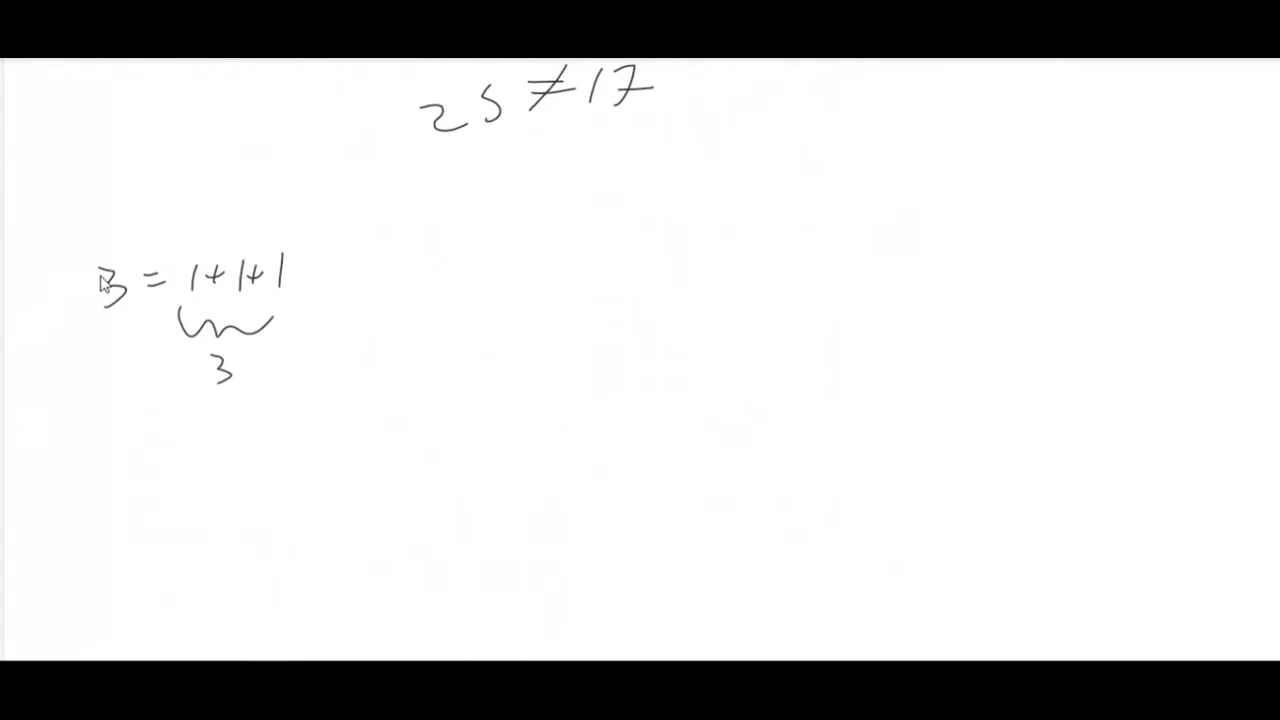 25 ≠ 17
3 = 1+1+1
3